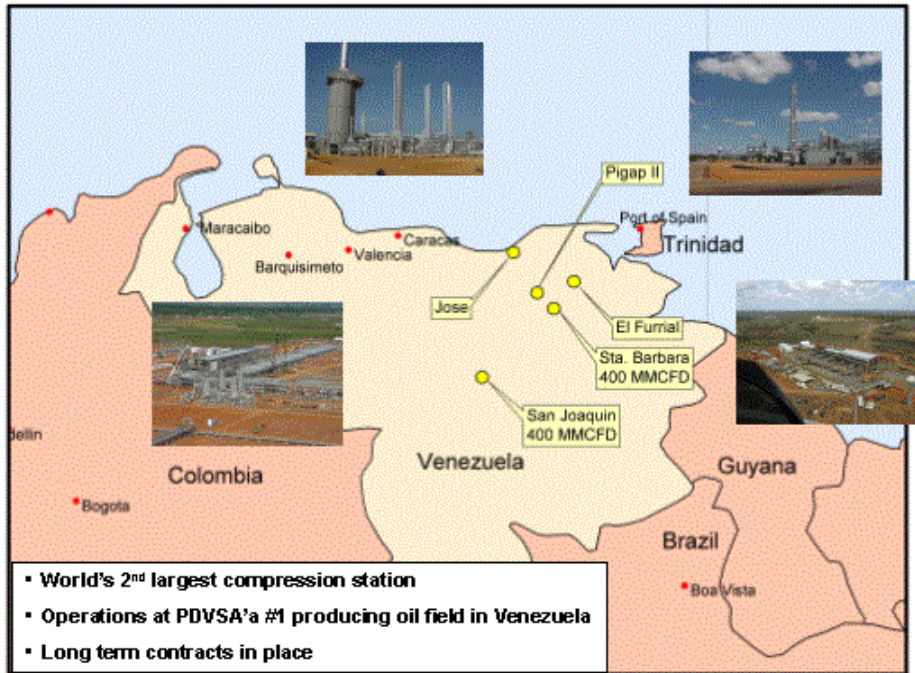 Pigap II
Port of Spain
Trinidad
Maracaibo
Caracas
Valencia
Barquisimeto
Jose
El Furrial
Sta. Barbara
400 MMCFD
San Joaquin
400 MMCFD
dellin
Colombia
Venezuela
Guyana
Bogota
Brazil
Boa Vista
▪ World's 2nd largest compression station
▪ Operations at PDVSA'a #1 producing oil field in Venezuela
▪ Long term contracts in place